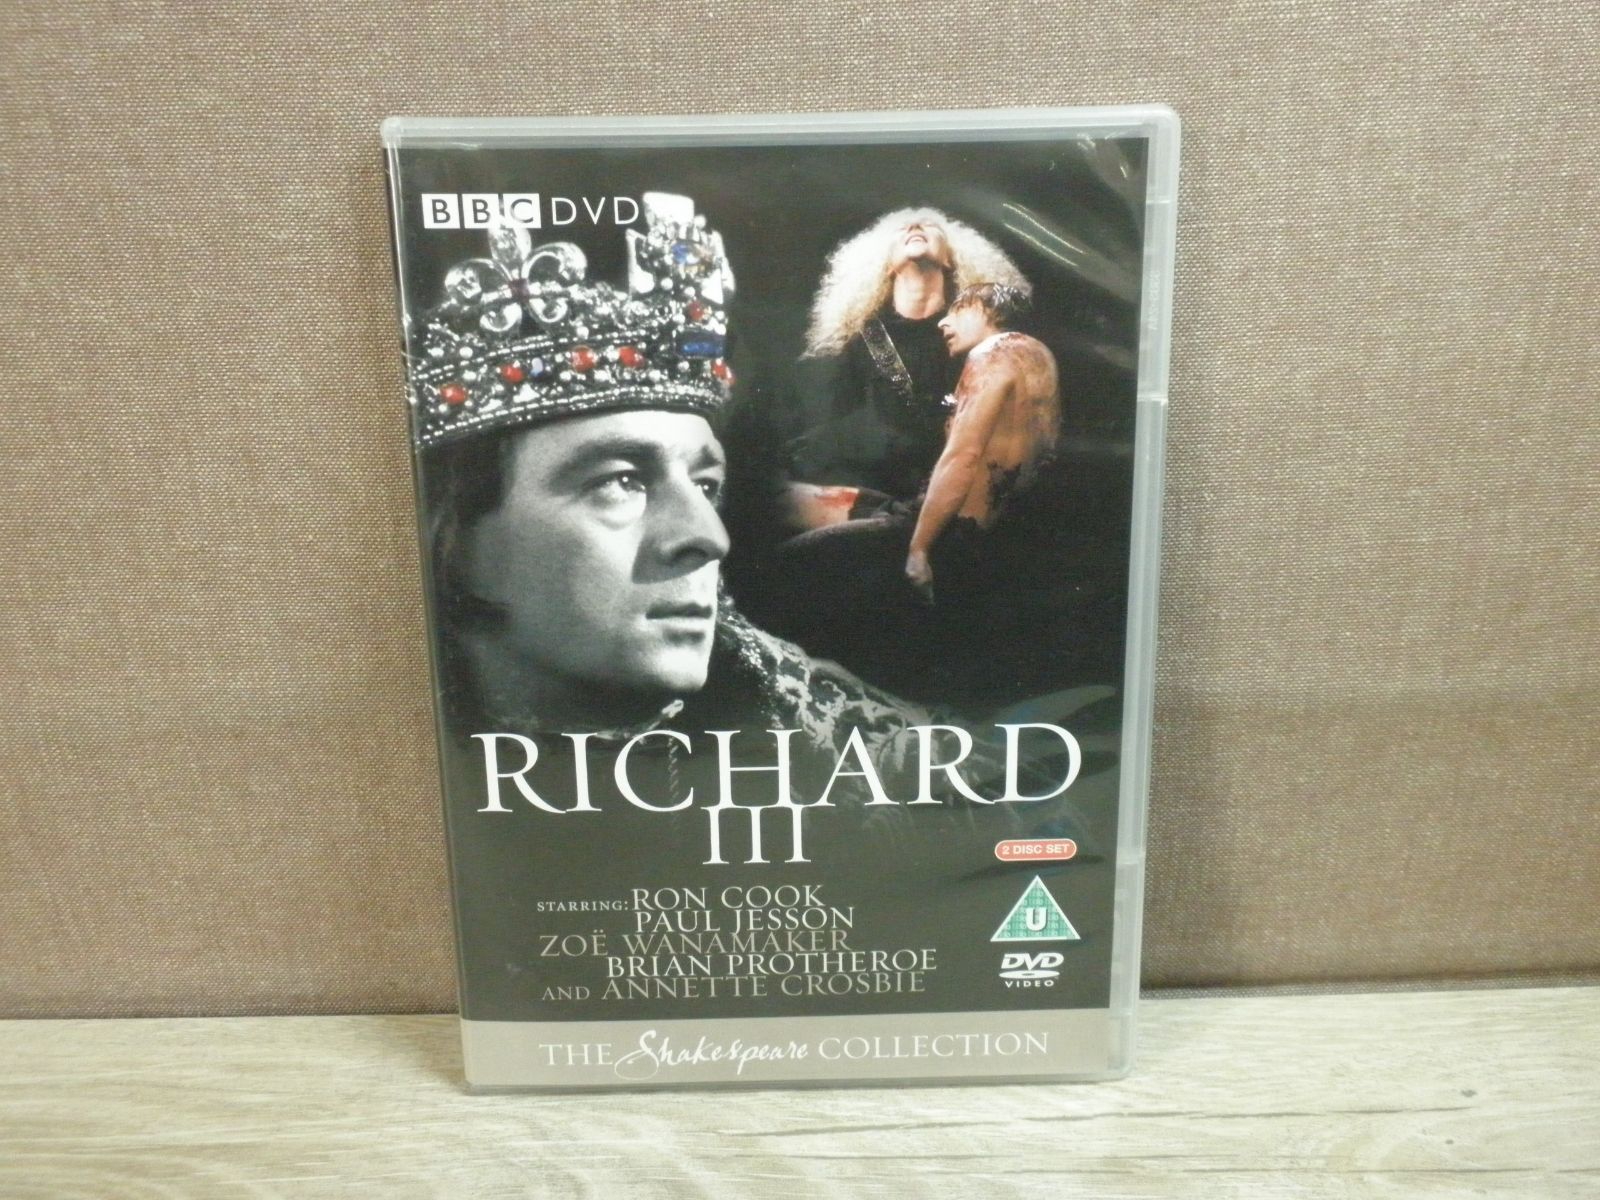 BBC DVD
RICHARD
III
2 DISC SET
STARRING: RON COOK
PAUL JESSON
ZOË WANAMAKER
BRIAN PROTHEROE
AND ANNETTE CROSBIE
U
DVD
VIDEO
THE Shakespeare COLLECTION